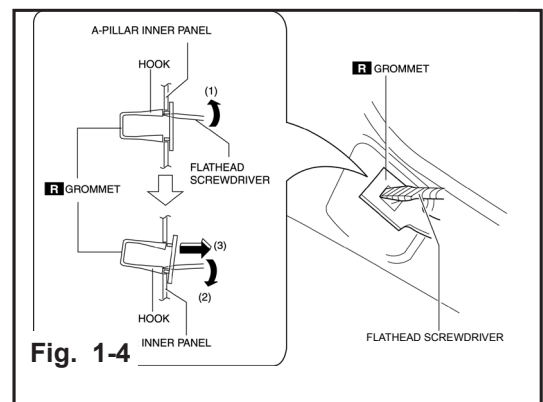 A-PILLAR INNER PANEL
HOOK
(1)
FLATHEAD
SCREWDRIVER
R GROMMET
(3)
(2)
HOOK
INNER PANEL
Fig. 1-4
R GROMMET
FLATHEAD SCREWDRIVER